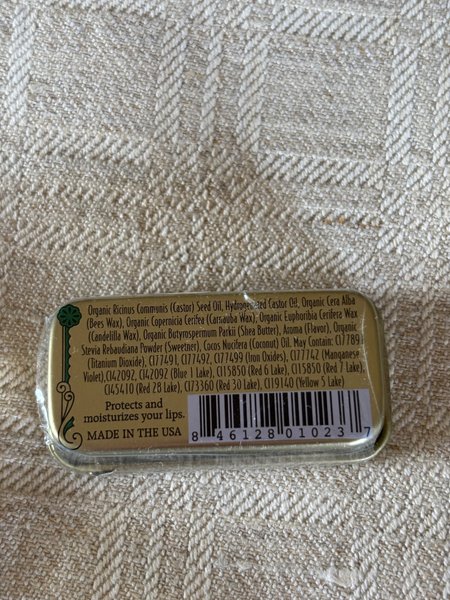 Organic Ricinus Communis (Castor) Seed Oil, Hydrogenated Castor Oil, Organic Cera Alba
(Bees Wax), Organic Copernicia Cerifea (Carnauba Wax), Organic Euphoribia Cerifera Wax
(Candelilla Wax), Organic Butyrospermum Parkii (Shea Butter), Aroma (Flavor), Organic
Stevia Rebaudiana Powder (Sweetner), Cocos Nucifera (Coconut) Oil. May Contain: CI7789
(Titanium Dioxide), CI77491, CI77492, CI77499 (Iron Oxides), CI77742 (Manganese
Violet),CI42092, CI42092 (Blue 1 Lake), CI15850 (Red 6 Lake), CI15850 (Red 7 Lake),
CI45410 (Red 28 Lake), CI73360 (Red 30 Lake), CI19140 (Yellow 5 Lake)
Protects and
moisturizes your lips.
MADE IN THE USA
8 46128 01023 7